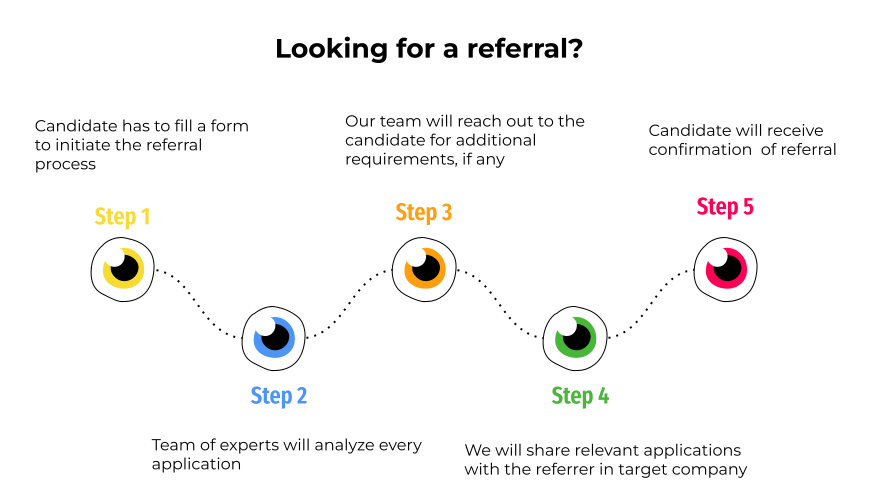 Looking for a referral?
Candidate has to fill a form
to initiate the referral
process
Step 1
Step 2
Team of experts will analyze every
application
Our team will reach out to the
candidate for additional
requirements, if any
Step 3
Step 4
We will share relevant applications
with the referrer in target company
Candidate will receive
confirmation  of referral
Step 5